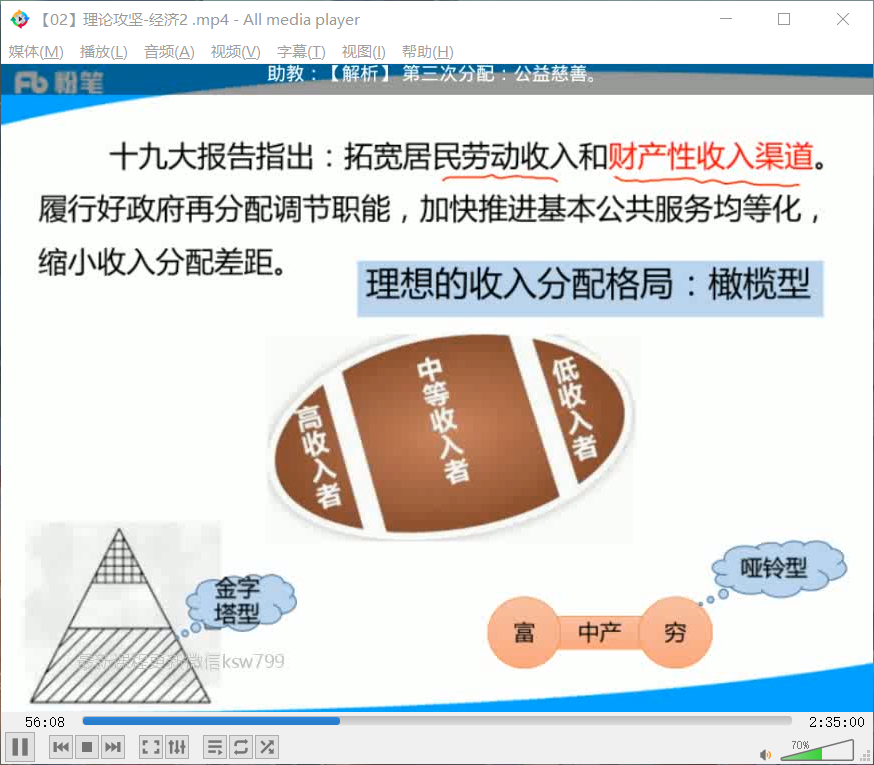 【02】理论攻坚-经济2 .mp4 - All media player
媒体(M) 播放(L) 音频(A) 视频(V) 字幕(T) 视图(I) 帮助(H)
Fb 粉笔
助教：【解析】 第三次分配：公益慈善。
十九大报告指出：拓宽居民劳动收入和财产性收入渠道。
履行好政府再分配调节职能，加快推进基本公共服务均等化，
缩小收入分配差距。
理想的收入分配格局：橄榄型
高收入者
中等收入者
低收入者
金字
塔型
哑铃型
富 中产 穷
最新课程更新微信ksw799
56:08 2:35:00
70%